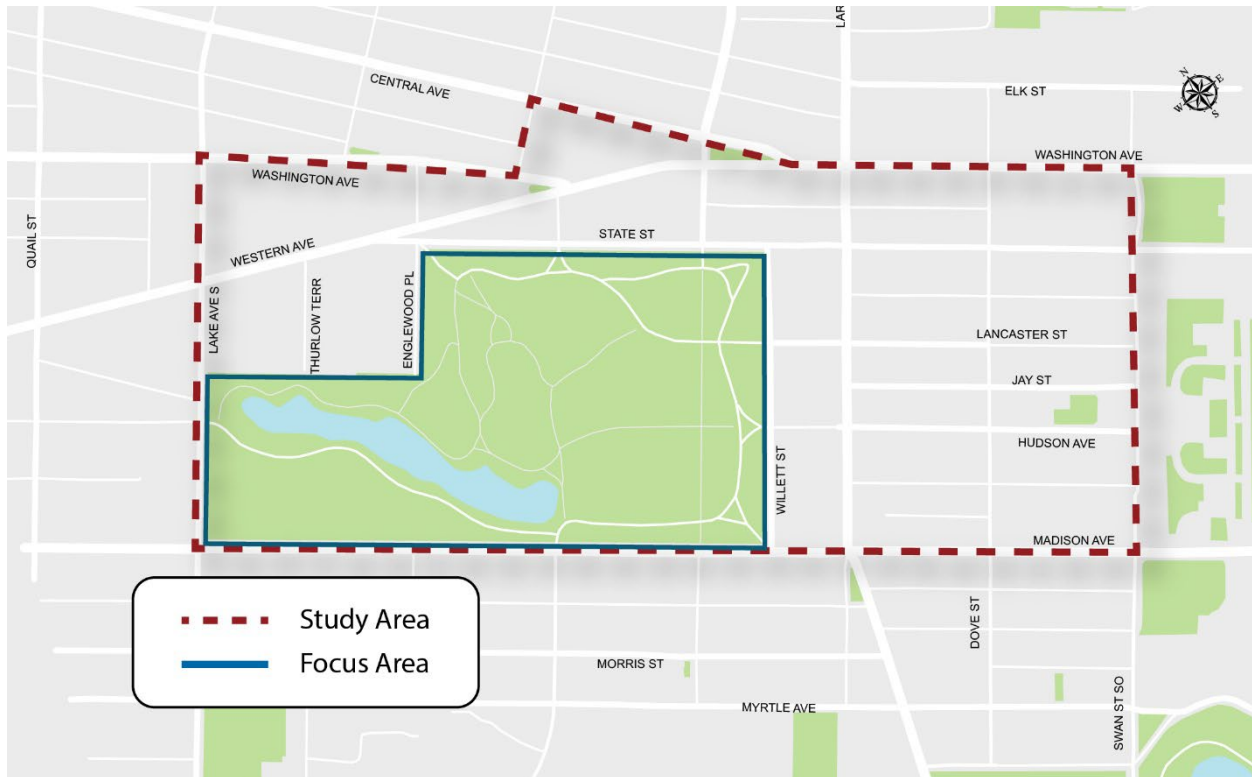 LAR
CENTRAL AVE
ELK ST
N
E
W
S
WASHINGTON AVE
WASHINGTON AVE
QUAIL ST
STATE ST
WESTERN AVE
LAKE AVE S
THURLOW TERR
ENGLEWOOD PL
LANCASTER ST
JAY ST
HUDSON AVE
WILLETT ST
MADISON AVE
Study Area
Focus Area
DOVE ST
MORRIS ST
SWAN ST SO
MYRTLE AVE